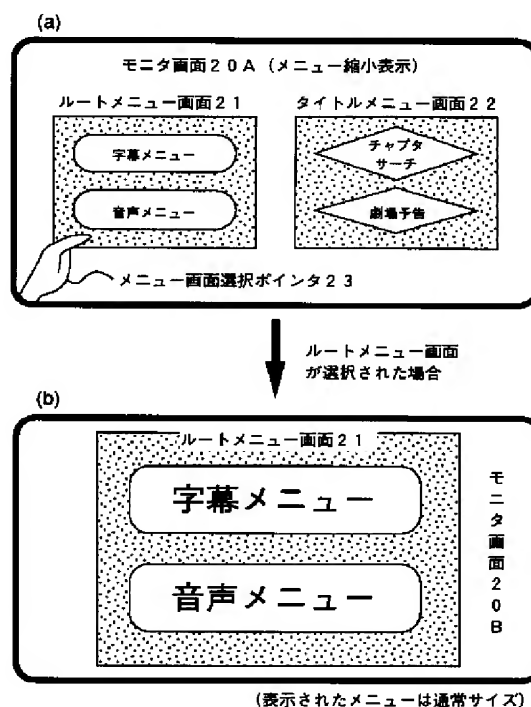 (a)
モニタ画面20A(メニュー縮小表示)
ルートメニュー画面21
タイトルメニュー画面22
字幕メニュー
音声メニュー
チャプタ
サーチ
劇場予告
メニュー画面選択ポインタ23
ルートメニュー画面
が選択された場合
(b)
ルートメニュー画面21
字幕メニュー
音声メニュー
モニタ画面20B
(表示されたメニューは通常サイズ)